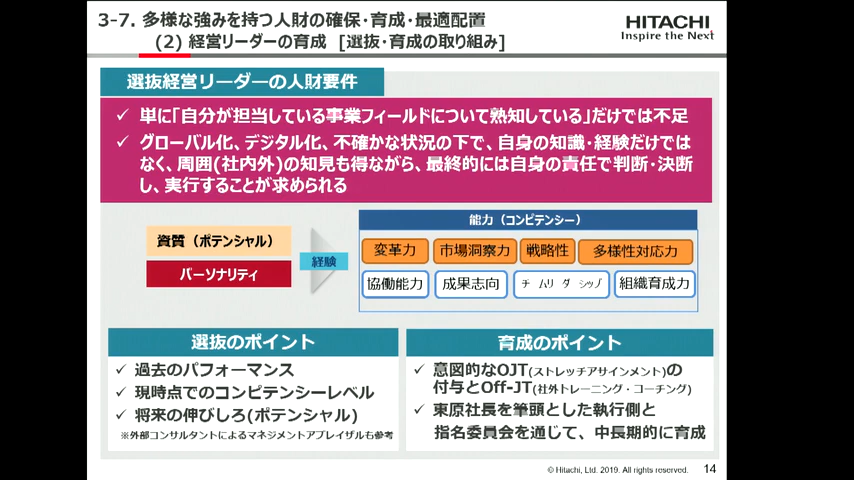 3-7. 多様な強みを持つ人財の確保・育成・最適配置
(2) 経営リーダーの育成 [選抜・育成の取り組み]
HITACHI
Inspire the Next
選抜経営リーダーの人財要件
✓ 単に「自分が担当している事業フィールドについて熟知している」だけでは不足
✓ グローバル化、デジタル化、不確かな状況の下で、自身の知識・経験だけでは
なく、周囲(社内外)の知見も得ながら、最終的には自身の責任で判断・決断
し、実行することが求められる
資質（ポテンシャル）
パーソナリティ
経験
能力（コンピテンシー）
変革力 市場洞察力 戦略性 多様性対応力
協働能力 成果志向 チームリーダーシップ 組織育成力
選抜のポイント
✓ 過去のパフォーマンス
✓ 現時点でのコンピテンシーレベル
✓ 将来の伸びしろ(ポテンシャル)
※外部コンサルタントによるマネジメントアプレイザルも参考
育成のポイント
✓ 意図的なOJT(ストレッチアサインメント)の
付与とOff-JT(社外トレーニング・コーチング)
✓ 東原社長を筆頭とした執行側と
指名委員会を通じて、中長期的に育成
© Hitachi, Ltd. 2019. All rights reserved. 14